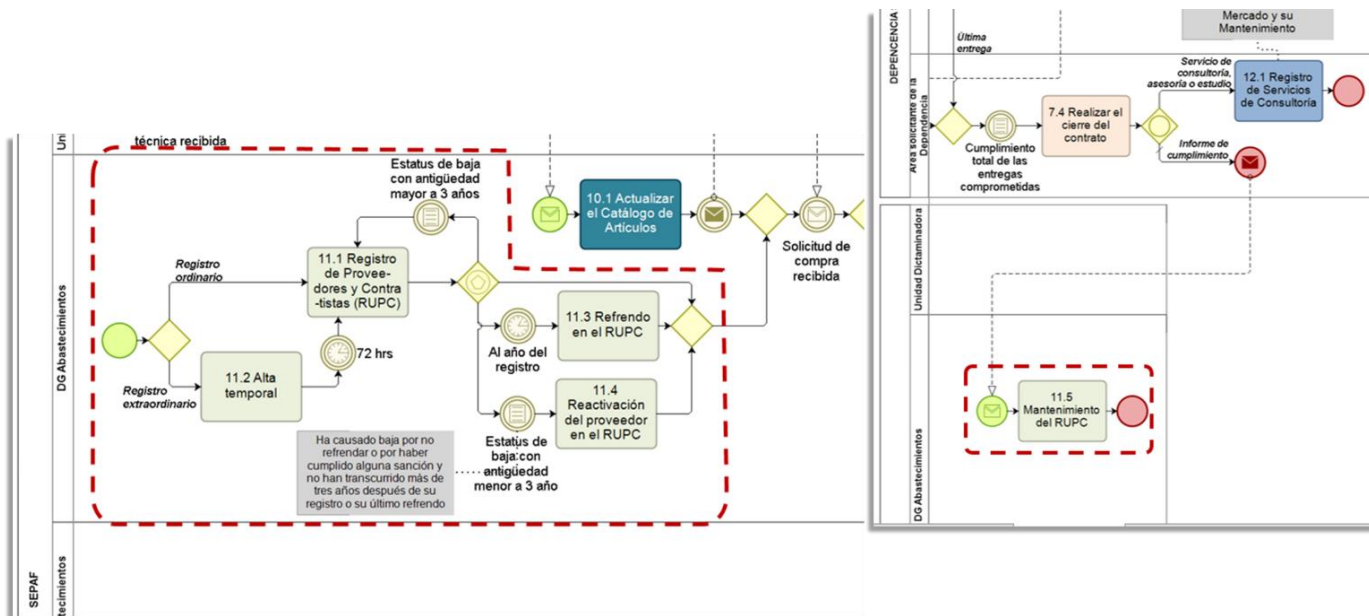 Uni
técnica recibida
DG Abastecimientos
SEPAF
tecimientos
Registro
ordinario
Registro
extraordinario
11.2 Alta
temporal
72 hrs
11.1 Registro
de Provee-
dores y Contra
-tistas (RUPC)
Estatus de baja
con antigüedad
mayor a 3 años
Al año del
registro
11.3 Refrendo
en el RUPC
Estatus de
baja con
antigüedad
menor a 3 año
11.4
Reactivación
del proveedor
en el RUPC
Ha causado baja por no
refrendar o por haber
cumplido alguna sanción y
no han transcurrido más de
tres años después de su
registro o su último refrendo
10.1 Actualizar
el Catálogo de
Artículos
Solicitud de
compra
recibida
DEPENCENCIA
Área solicitante de la
Dependencia
Última
entrega
Cumplimiento
total de las
entregas
comprometidas
7.4 Realizar el
cierre del
contrato
Servicio de
consultoría,
asesoría o estudio
Informe de
cumplimiento
Mercado y su
Mantenimiento
12.1 Registro
de Servicios
de Consultoría
Unidad Dictaminadora
DG Abastecimientos
11.5
Mantenimiento
del RUPC